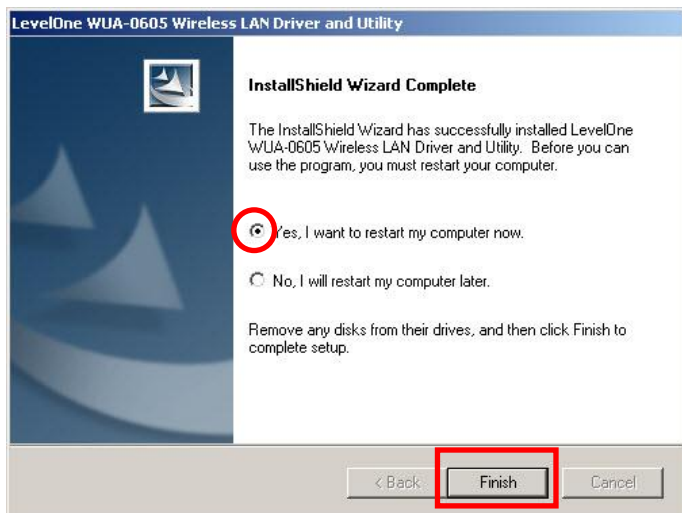 LevelOne WUA-0605 Wireless LAN Driver and Utility
InstallShield Wizard Complete
The InstallShield Wizard has successfully installed LevelOne
WUA-0605 Wireless LAN Driver and Utility. Before you can
use the program, you must restart your computer.
Yes, I want to restart my computer now.
No, I will restart my computer later.
Remove any disks from their drives, and then click Finish to
complete setup.
< Back
Finish
Cancel